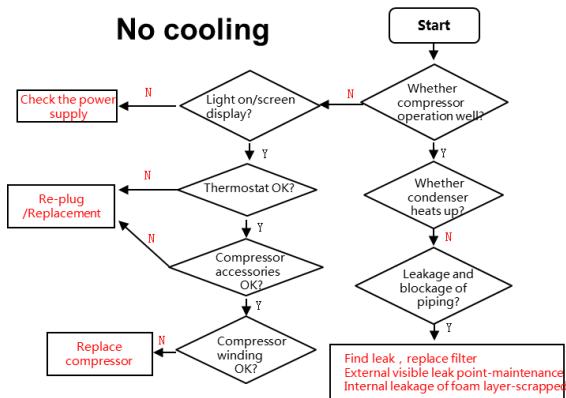 No cooling
Start
Whether
compressor
operation well?
N
Light on/screen
display?
N
Check the power
supply
Y
Y
Thermostat OK?
N
Re-plug
/Replacement
Whether
condenser
heats up?
Y
N
N
Compressor
accessories
OK?
Leakage and
blockage of
piping?
Y
Y
Compressor
winding
OK?
N
Replace
compressor
Find leak , replace filter
External visible leak point-maintenance
Internal leakage of foam layer-scrapped